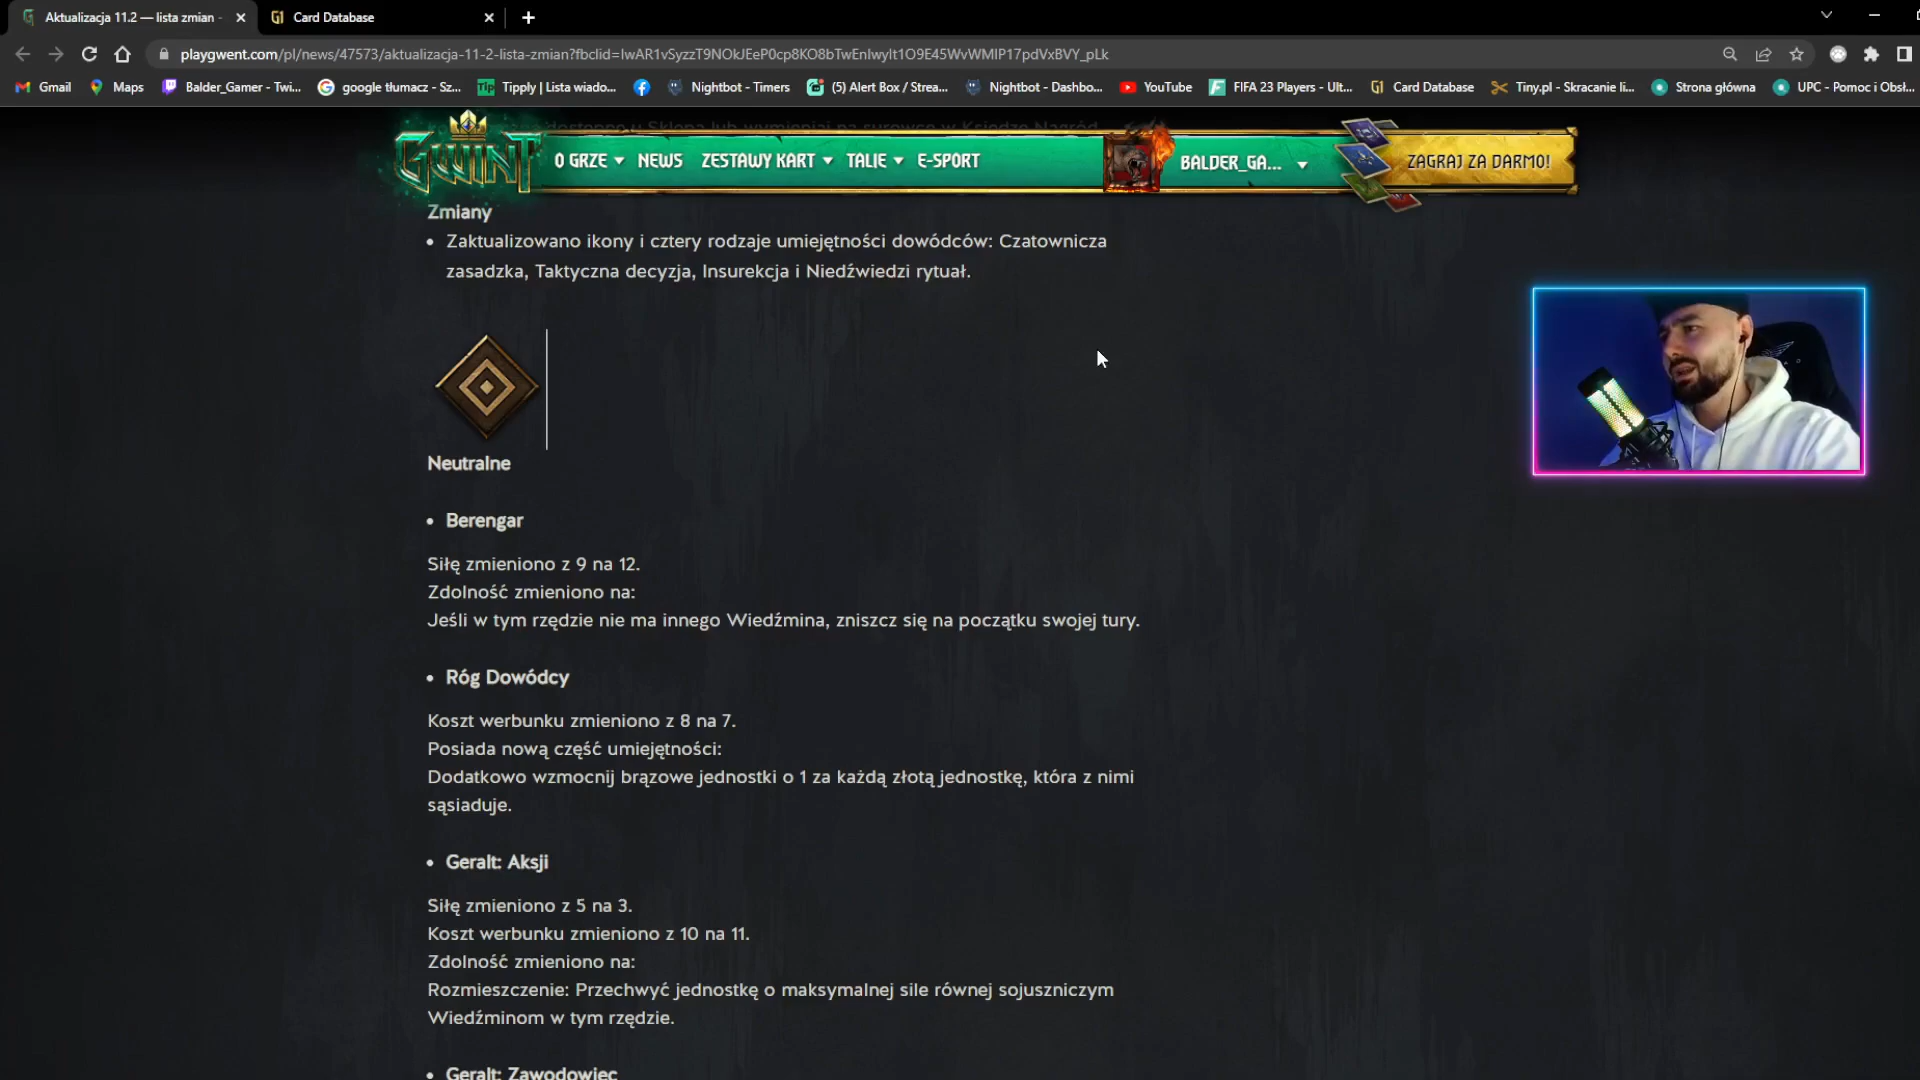 Aktualizacja 11.2 — lista zmian -
Card Database
playgwent.com/pl/news/47573/aktualizacja-11-2-lista-zmian?fbclid=IwAR1vSyzzT9NOkJEeP0cp8KO8bTwEnIwyIt1O9E45WvWMIP17pdVxBVY_pLk
Gmail
Maps
Balder_Gamer - Twi...
google tłumacz - Sz...
Tipply | Lista wiado...
Nightbot - Timers
(5) Alert Box / Strea...
Nightbot - Dashbo...
YouTube
FIFA 23 Players - Ult...
Card Database
Tiny.pl - Skracanie li...
Strona główna
UPC - Pomoc i Obsł...
GWINT
O GRZE
NEWS
ZESTAWY KART
TALIE
E-SPORT
BALDER_GA...
ZAGRAJ ZA DARMO!
Zmiany
• Zaktualizowano ikony i cztery rodzaje umiejętności dowódców: Czatownicza
zasadzka, Taktyczna decyzja, Insurekcja i Niedźwiedzi rytuał.
Neutralne
• Berengar
Siłę zmieniono z 9 na 12.
Zdolność zmieniono na:
Jeśli w tym rzędzie nie ma innego Wiedźmina, zniszcz się na początku swojej tury.
• Róg Dowódcy
Koszt werbunku zmieniono z 8 na 7.
Posiada nową część umiejętności:
Dodatkowo wzmocnij brązowe jednostki o 1 za każdą złotą jednostkę, która z nimi
sąsiaduje.
• Geralt: Aksji
Siłę zmieniono z 5 na 3.
Koszt werbunku zmieniono z 10 na 11.
Zdolność zmieniono na:
Rozmieszczenie: Przechwyć jednostkę o maksymalnej sile równej sojuszniczym
Wiedźminom w tym rzędzie.
• Geralt: Zawodowiec